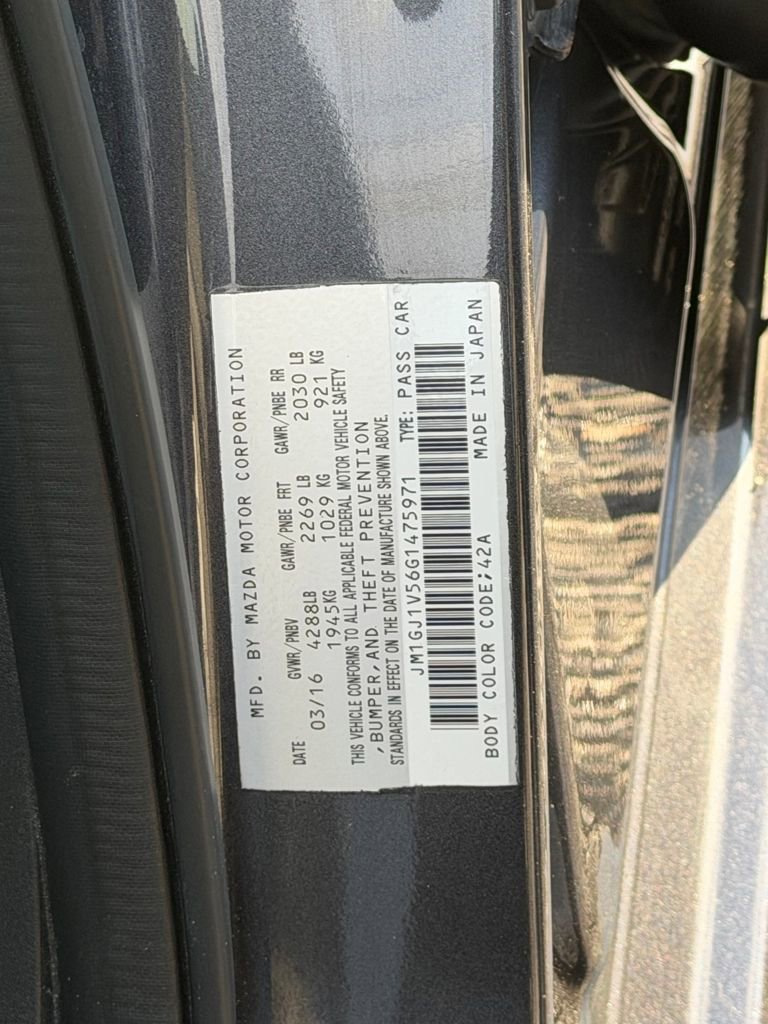 MFD. BY MAZDA MOTOR CORPORATION
DATE GVWR/PNBV GAWR/PNBE FRT GAWR/PNBE RR
03/16 4288LB 2269 LB 2030 LB
1945KG 1029 KG 921 KG
THIS VEHICLE CONFORMS TO ALL APPLICABLE FEDERAL MOTOR VEHICLE SAFETY
,BUMPER,AND THEFT PREVENTION
STANDARDS IN EFFECT ON THE DATE OF MANUFACTURE SHOWN ABOVE.
JM1GJ1V56G1475971 TYPE: PASS CAR
BODY COLOR CODE;42A MADE IN JAPAN